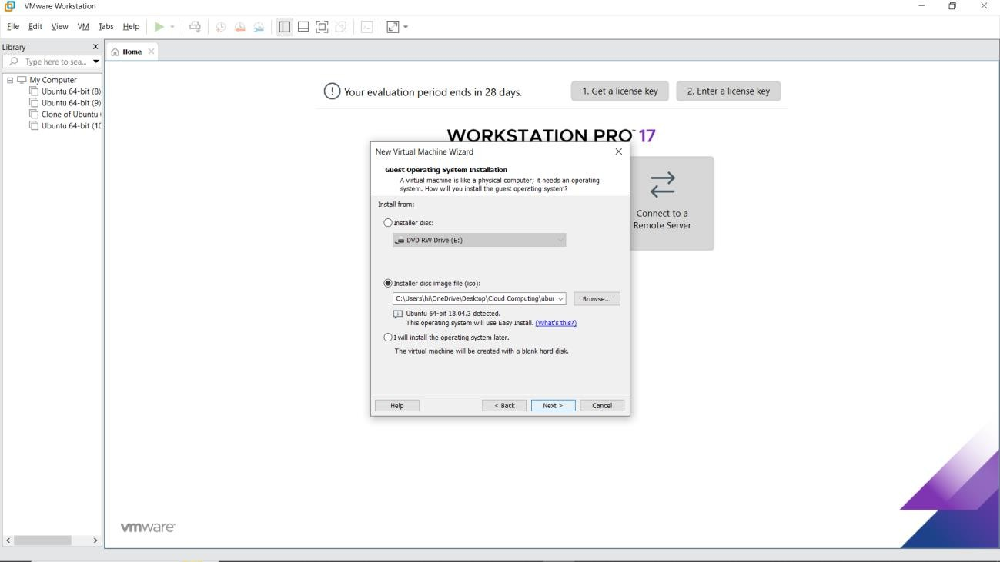 VMware Workstation
File Edit View VM Tabs Help
Library
Type here to sea...
Home
My Computer
Ubuntu 64-bit (8)
Ubuntu 64-bit (9)
Clone of Ubuntu
Ubuntu 64-bit (10
Your evaluation period ends in 28 days.
1. Get a license key
2. Enter a license key
WORKSTATION PRO 17
New Virtual Machine Wizard
Guest Operating System Installation
A virtual machine is like a physical computer; it needs an operating
system. How will you install the guest operating system?
Install from:
Installer disc:
DVD RW Drive (E:)
Installer disc image file (iso):
C:\Users\hi\OneDrive\Desktop\Cloud Computing\ubur
Browse...
Ubuntu 64-bit 18.04.3 detected.
This operating system will use Easy Install. (What's this?)
I will install the operating system later.
The virtual machine will be created with a blank hard disk.
Help
< Back
Next >
Cancel
Connect to a
Remote Server
vmware